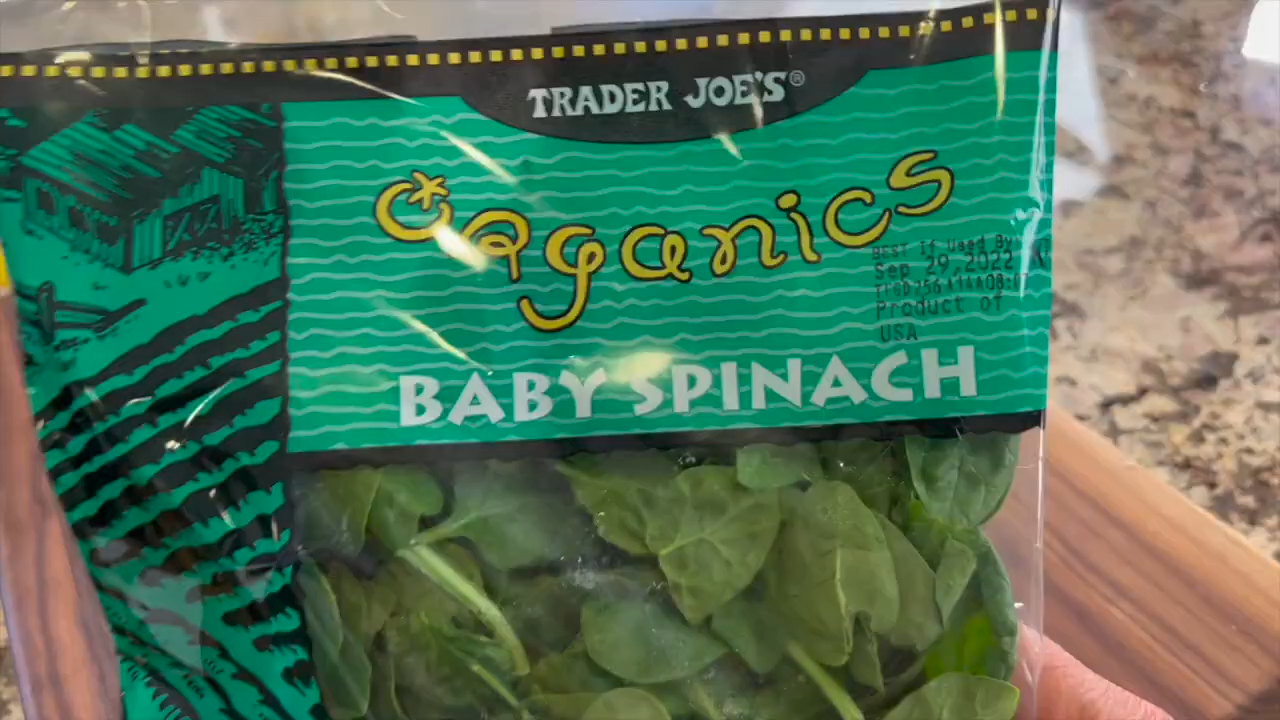 TRADER JOE'S®
Organics
BEST If Used By
Sep 29,2022
Product of
USA
BABY SPINACH